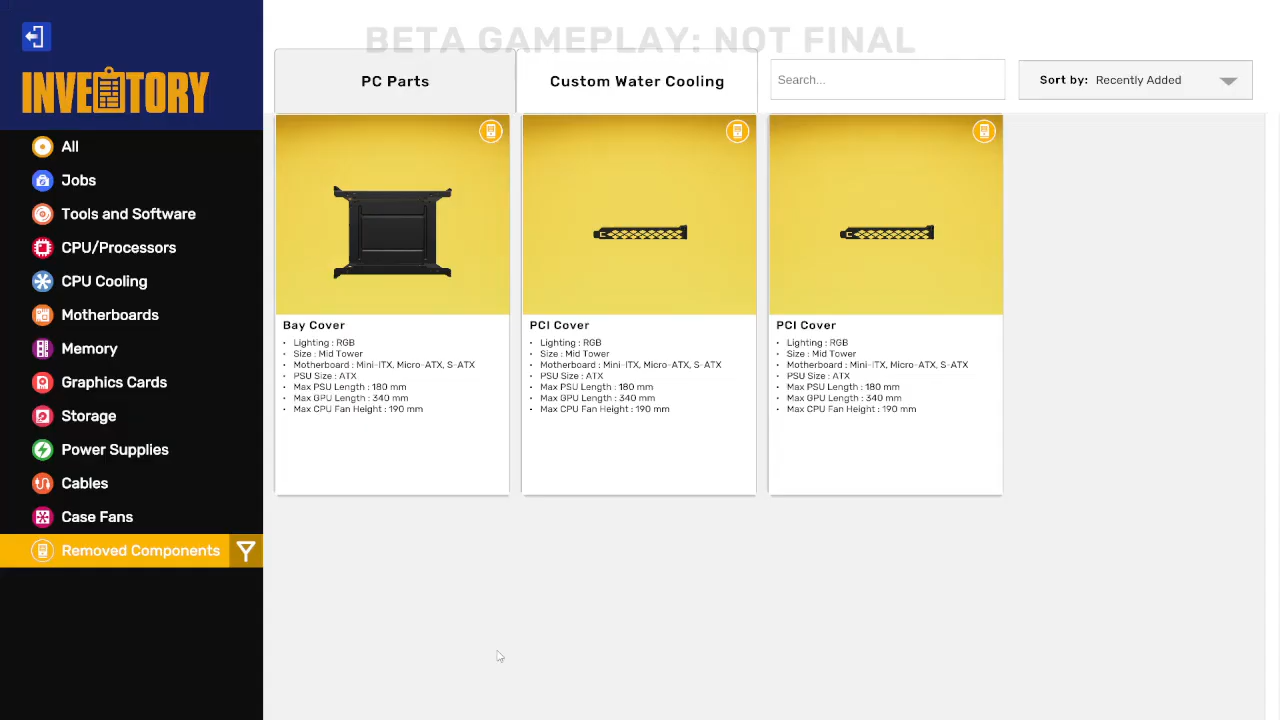 BETA GAMEPLAY: NOT FINAL
INVENTORY
PC Parts
Custom Water Cooling
Search...
Sort by: Recently Added
All
Jobs
Tools and Software
CPU/Processors
CPU Cooling
Motherboards
Memory
Graphics Cards
Storage
Power Supplies
Cables
Case Fans
Removed Components
Bay Cover
• Lighting : RGB
• Size : Mid Tower
• Motherboard : Mini-ITX, Micro-ATX, S-ATX
• PSU Size : ATX
• Max PSU Length : 180 mm
• Max GPU Length : 340 mm
• Max CPU Fan Height : 190 mm
PCI Cover
• Lighting : RGB
• Size : Mid Tower
• Motherboard : Mini-ITX, Micro-ATX, S-ATX
• PSU Size : ATX
• Max PSU Length : 180 mm
• Max GPU Length : 340 mm
• Max CPU Fan Height : 190 mm
PCI Cover
• Lighting : RGB
• Size : Mid Tower
• Motherboard : Mini-ITX, Micro-ATX, S-ATX
• PSU Size : ATX
• Max PSU Length : 180 mm
• Max GPU Length : 340 mm
• Max CPU Fan Height : 190 mm